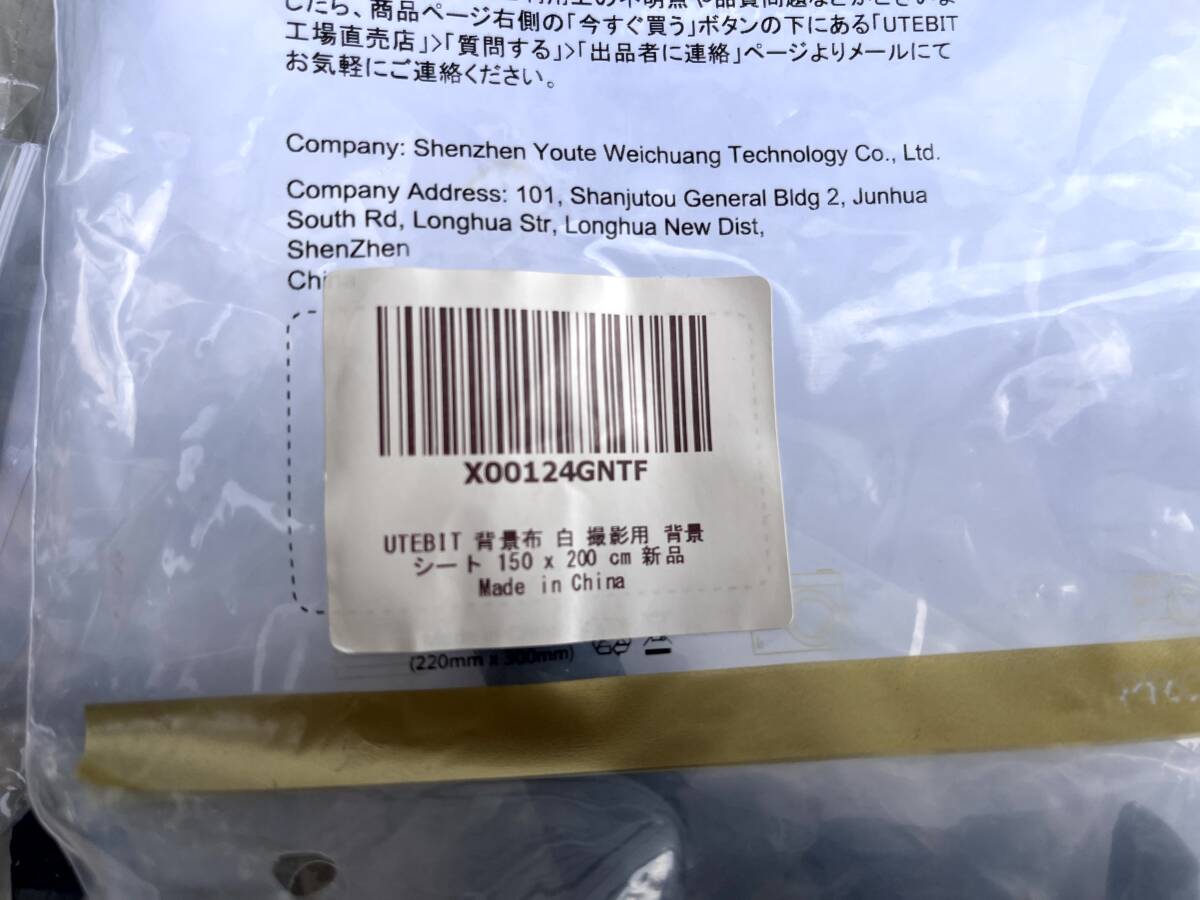 したら、商品ページ右側の「今すぐ買う」ボタンの下にある「UTEBIT
工場直売店」>「質問する」>「出品者に連絡」ページよりメールにて
お気軽にご連絡ください。
Company: Shenzhen Youte Weichuang Technology Co., Ltd.
Company Address: 101, Shanjutou General Bldg 2, Junhua
South Rd, Longhua Str, Longhua New Dist,
ShenZhen
China
X00124GNTF
UTEBIT 背景布 白 撮影用 背景
シート 150 x 200 cm 新品
Made in China
(220mm x 300mm)